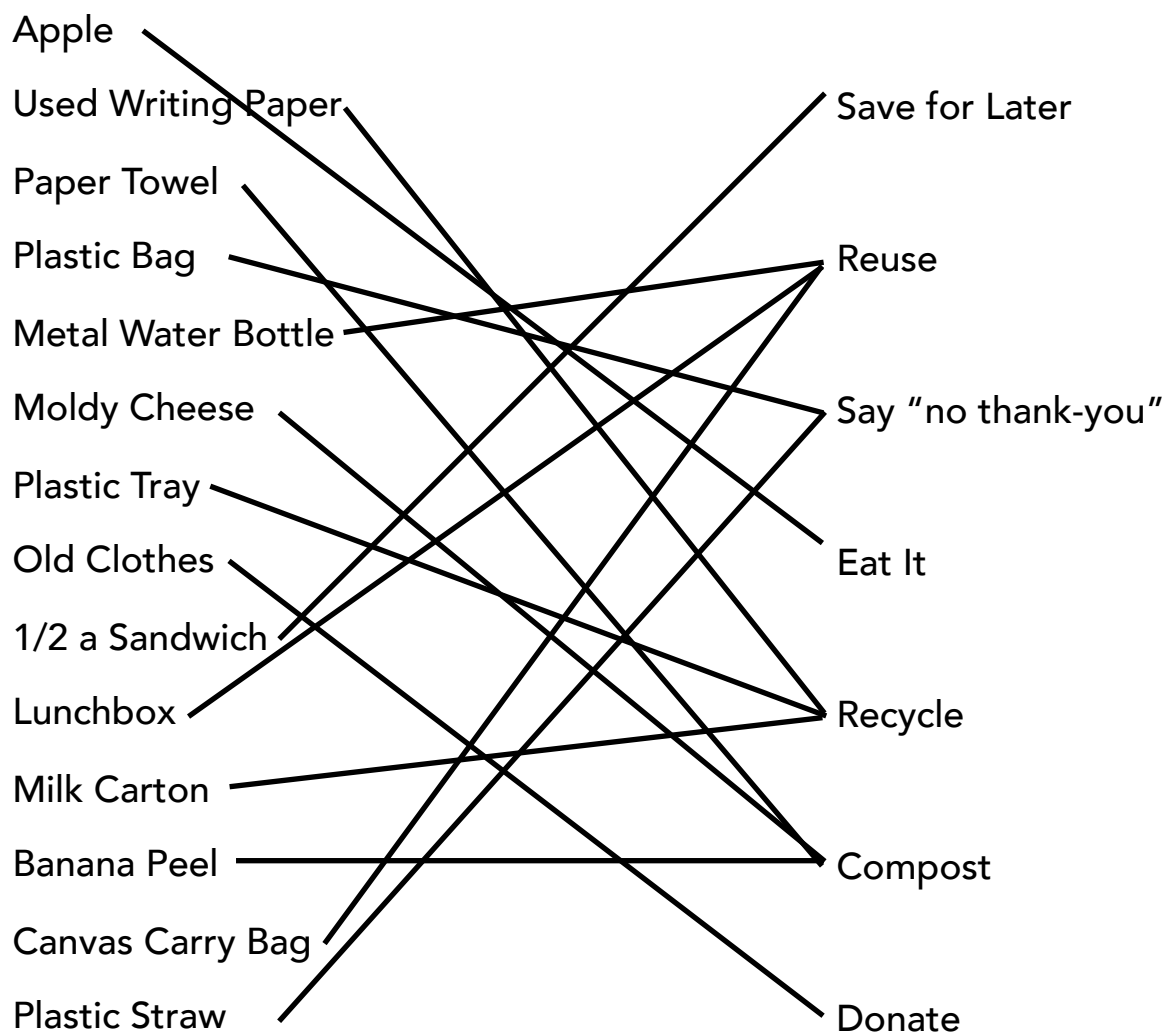 Apple
Used Writing Paper
Paper Towel
Plastic Bag
Metal Water Bottle
Moldy Cheese
Plastic Tray
Old Clothes
1/2 a Sandwich
Lunchbox
Milk Carton
Banana Peel
Canvas Carry Bag
Plastic Straw
Save for Later
Reuse
Say “no thank-you”
Eat It
Recycle
Compost
Donate